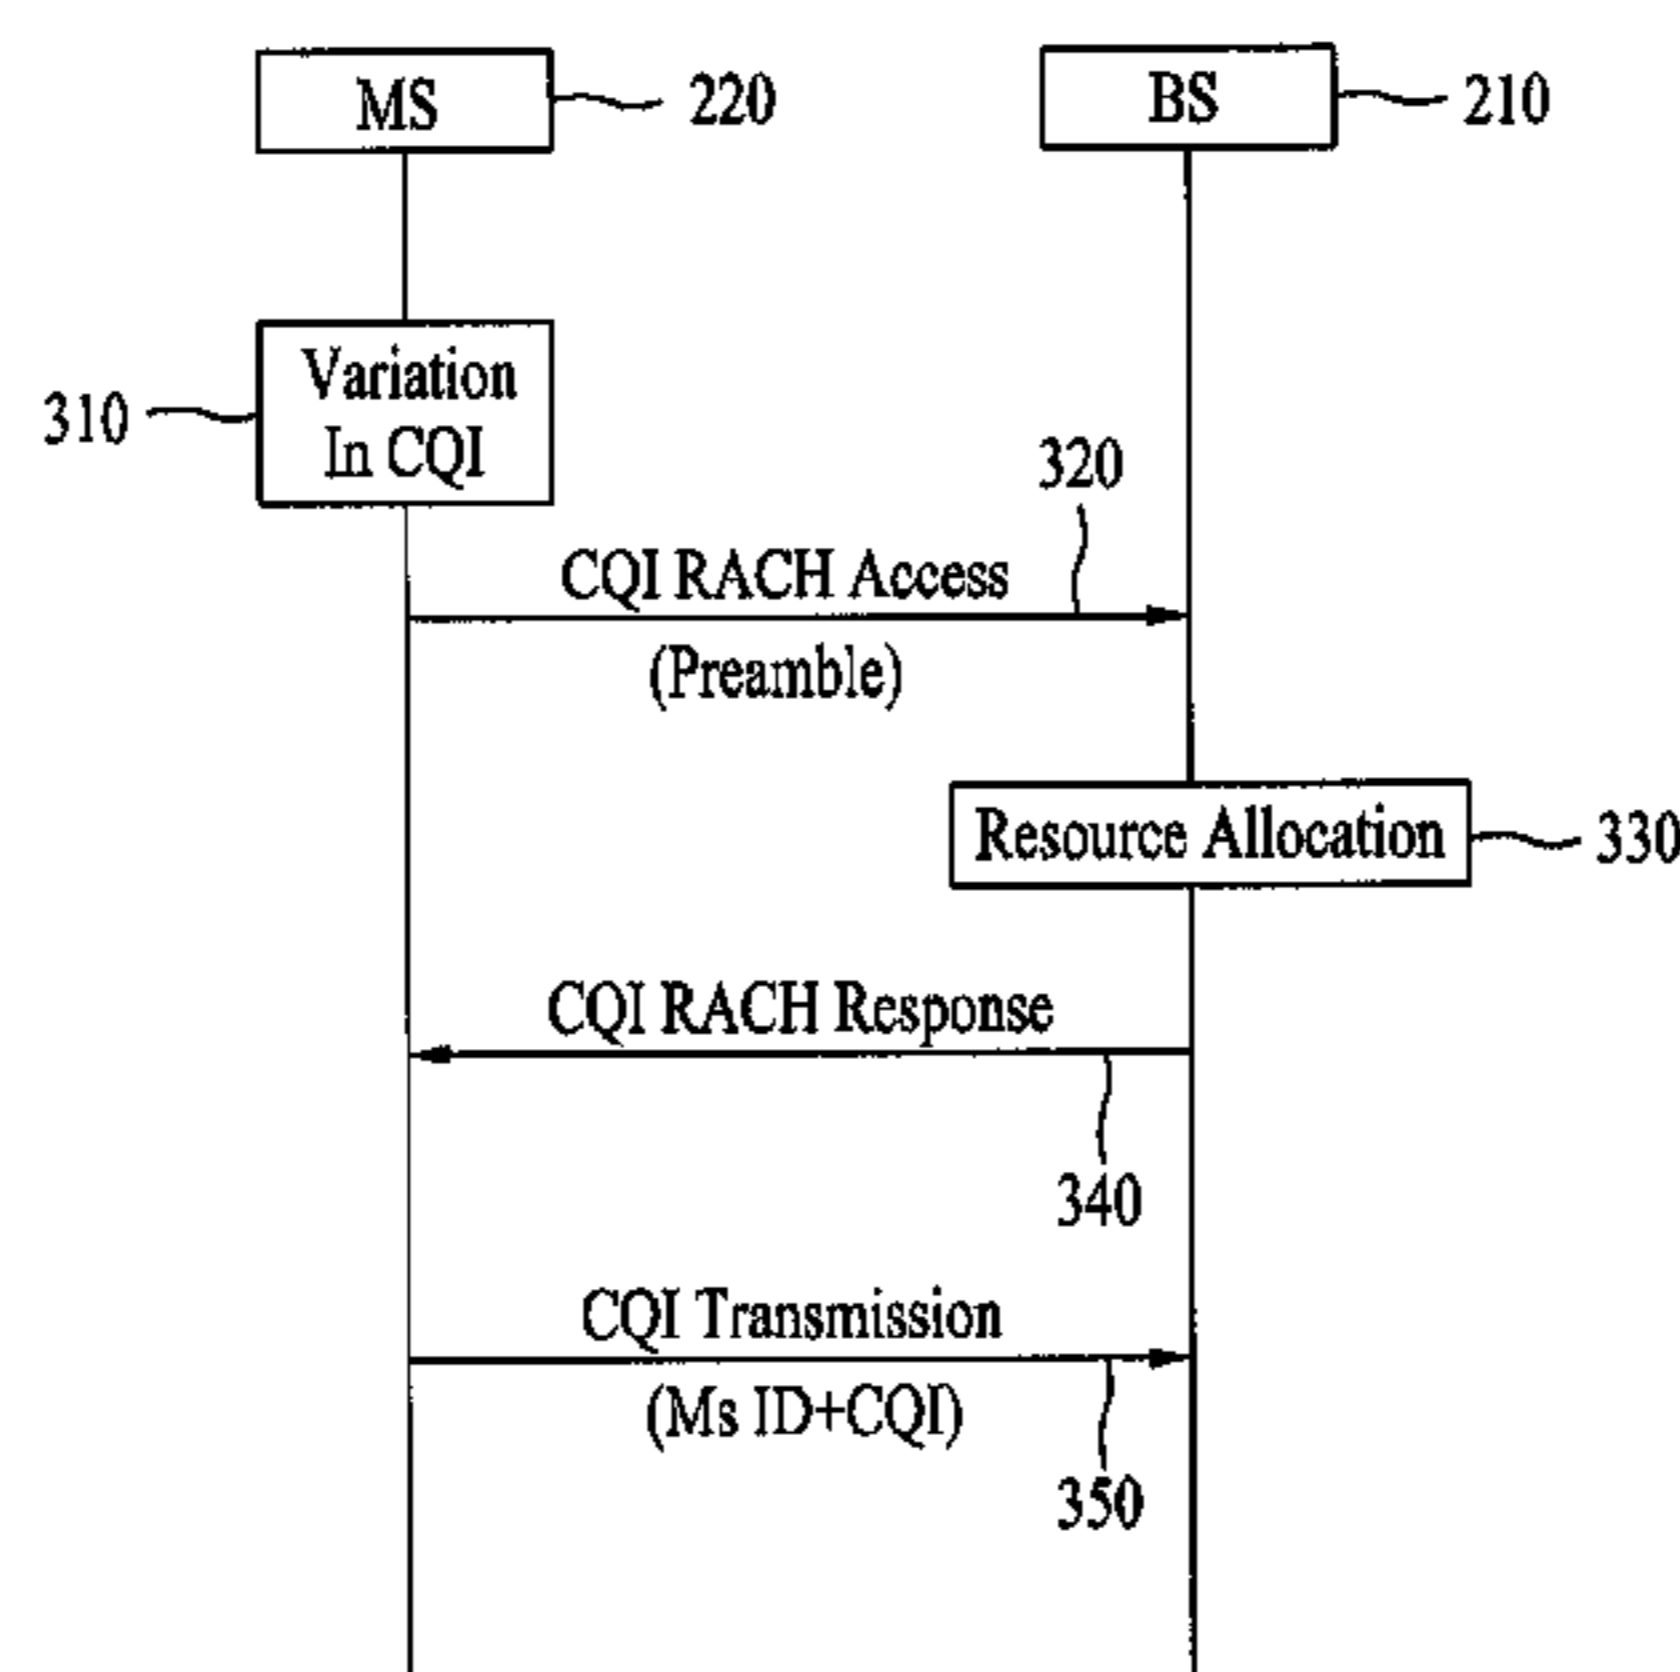 MS
220
BS
210
Variation
In CQI
310
320
CQI RACH Access
(Preamble)
Resource Allocation
330
CQI RACH Response
340
CQI Transmission
(Ms ID+CQI)
350